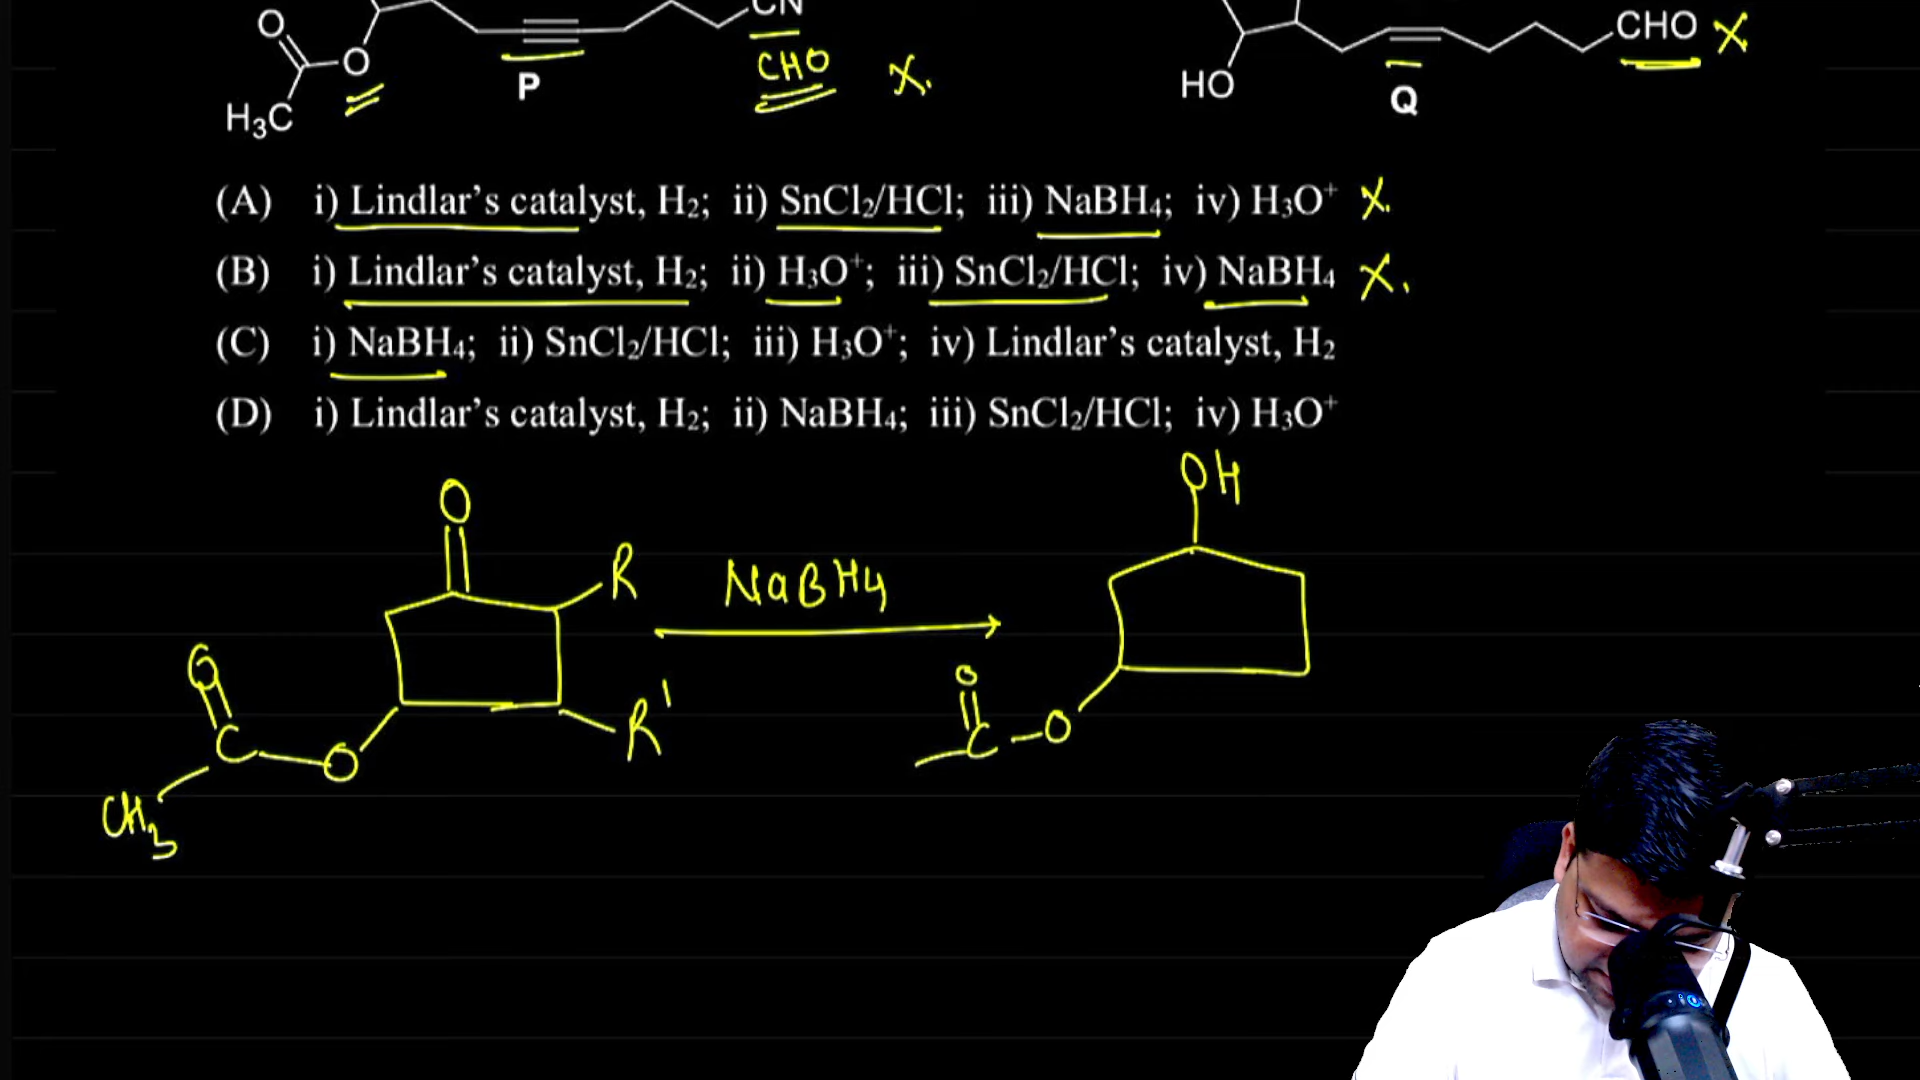 O
CN
CHO X
O
CHO X.
P
HO
Q
H₃C
(A) i) Lindlar’s catalyst, H₂; ii) SnCl₂/HCl; iii) NaBH₄; iv) H₃O⁺ X.
(B) i) Lindlar’s catalyst, H₂; ii) H₃O⁺; iii) SnCl₂/HCl; iv) NaBH₄ X.
(C) i) NaBH₄; ii) SnCl₂/HCl; iii) H₃O⁺; iv) Lindlar’s catalyst, H₂
(D) i) Lindlar’s catalyst, H₂; ii) NaBH₄; iii) SnCl₂/HCl; iv) H₃O⁺
O
OH
R
NaBH4
O
O
C
O
R'
C
O
CH3